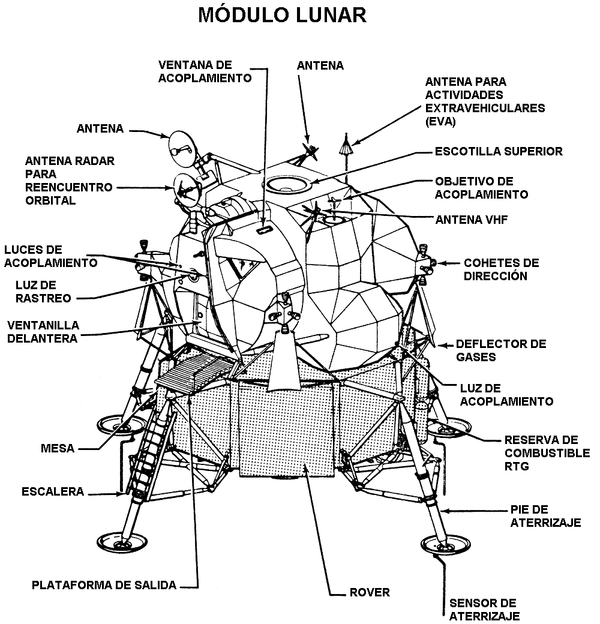 MÓDULO LUNAR
VENTANA DE
ACOPLAMIENTO
ANTENA
ANTENA PARA
ACTIVIDADES
EXTRAVEHICULARES
(EVA)
ANTENA
ESCOTILLA SUPERIOR
ANTENA RADAR
PARA
REENCUENTRO
ORBITAL
OBJETIVO DE
ACOPLAMIENTO
ANTENA VHF
LUCES DE
ACOPLAMIENTO
COHETES DE
DIRECCIÓN
LUZ DE
RASTREO
VENTANILLA
DELANTERA
DEFLECTOR DE
GASES
LUZ DE
ACOPLAMIENTO
MESA
RESERVA DE
COMBUSTIBLE
RTG
ESCALERA
PIE DE
ATERRIZAJE
PLATAFORMA DE SALIDA
ROVER
SENSOR DE
ATERRIZAJE